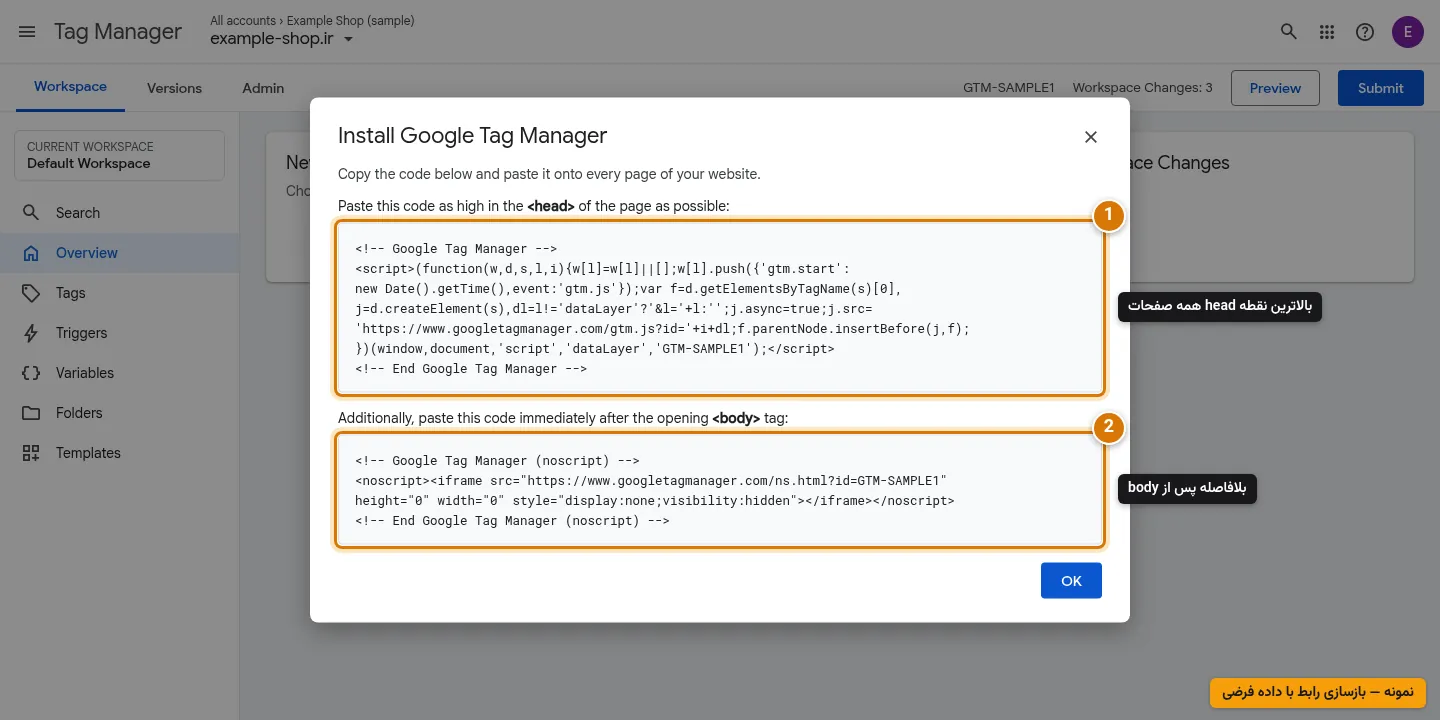 Tag Manager
All accounts › Example Shop (sample)
example-shop.ir
E
Workspace
Versions
Admin
GTM-SAMPLE1
Workspace Changes: 3
Preview
Submit
CURRENT WORKSPACE
Default Workspace
Search
Overview
Tags
Triggers
Variables
Folders
Templates
Ne
Cho
ace Changes
Install Google Tag Manager
Copy the code below and paste it onto every page of your website.
Paste this code as high in the <head> of the page as possible:
1
<!-- Google Tag Manager -->
<script>(function(w,d,s,l,i){w[l]=w[l]||[];w[l].push({'gtm.start':
new Date().getTime(),event:'gtm.js'});var f=d.getElementsByTagName(s)[0],
j=d.createElement(s),dl=l!='dataLayer'?'&l='+l:'';j.async=true;j.src=
'https://www.googletagmanager.com/gtm.js?id='+i+dl;f.parentNode.insertBefore(j,f);
})(window,document,'script','dataLayer','GTM-SAMPLE1');</script>
<!-- End Google Tag Manager -->
بالاترین نقطه head همه صفحات
Additionally, paste this code immediately after the opening <body> tag:
2
<!-- Google Tag Manager (noscript) -->
<noscript><iframe src="https://www.googletagmanager.com/ns.html?id=GTM-SAMPLE1"
height="0" width="0" style="display:none;visibility:hidden"></iframe></noscript>
<!-- End Google Tag Manager (noscript) -->
بلافاصله پس از body
OK
نمونه — بازسازی رابط با داده فرضی